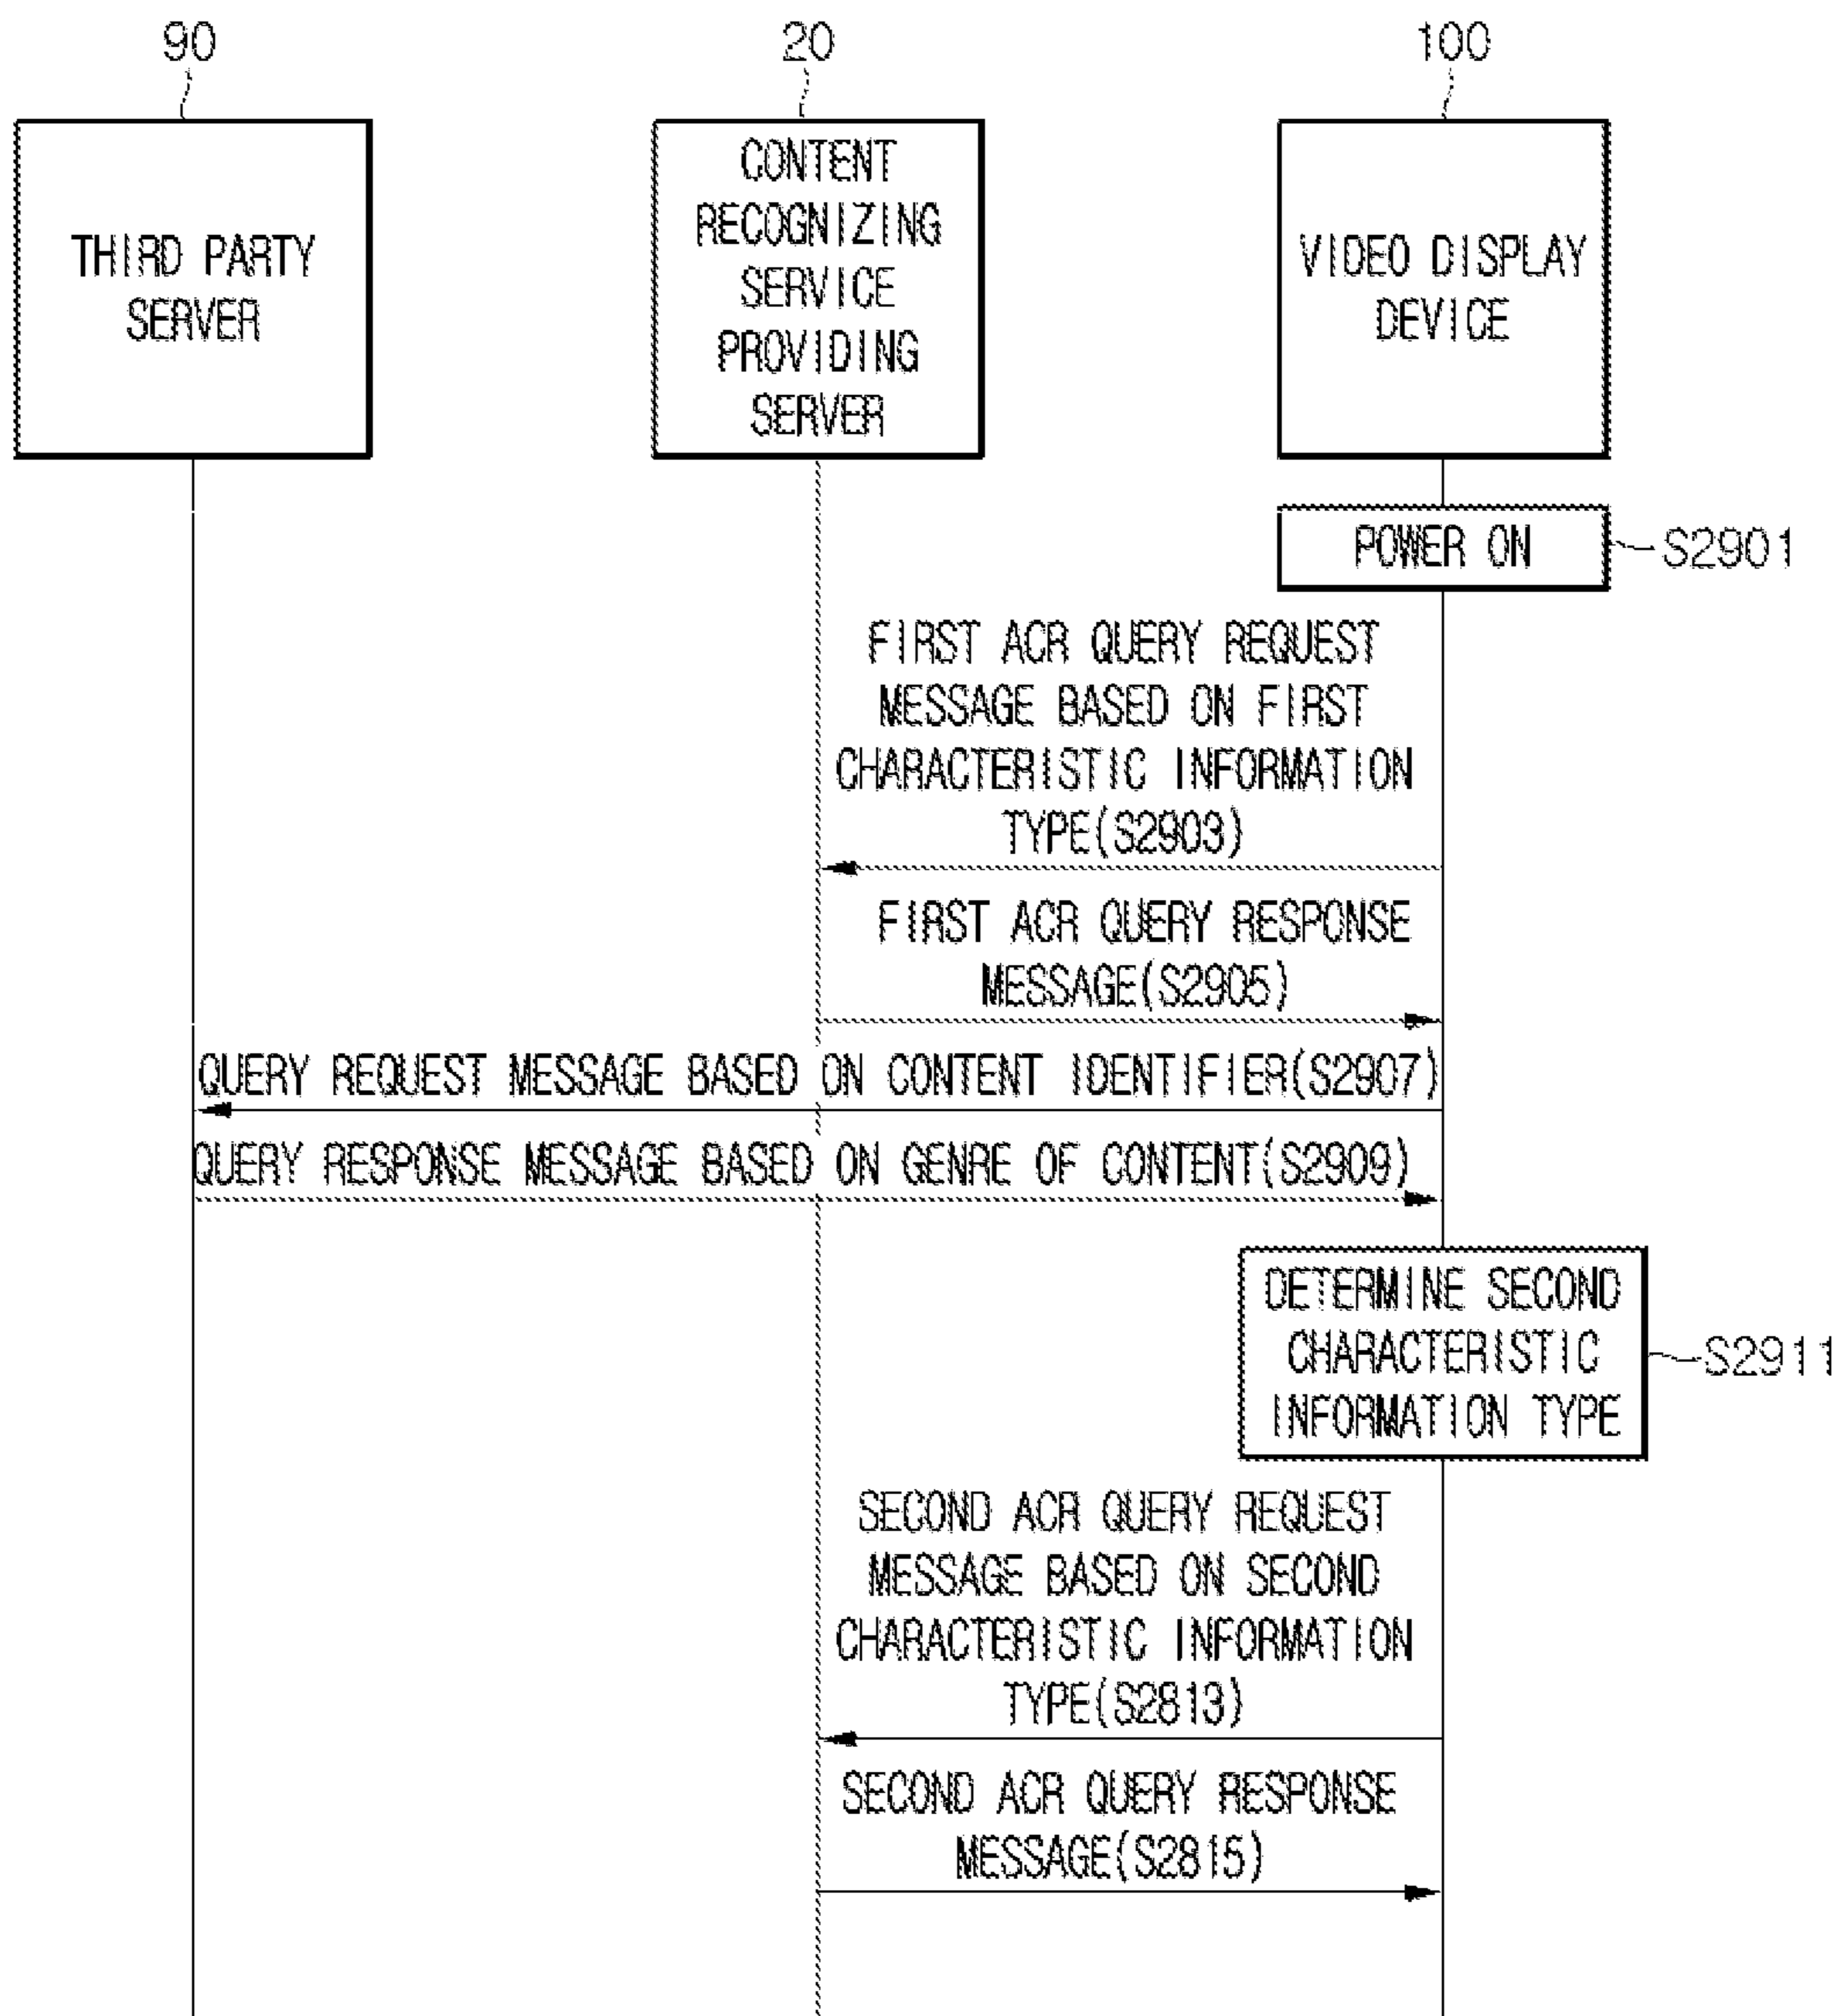 90
20
100
THIRD PARTY
SERVER
CONTENT
RECOGNIZING
SERVICE
PROVIDING
SERVER
VIDEO DISPLAY
DEVICE
POWER ON
S2901
FIRST ACR QUERY REQUEST
MESSAGE BASED ON FIRST
CHARACTERISTIC INFORMATION
TYPE(S2903)
FIRST ACR QUERY RESPONSE
MESSAGE(S2905)
QUERY REQUEST MESSAGE BASED ON CONTENT IDENTIFIER(S2907)
QUERY RESPONSE MESSAGE BASED ON GENRE OF CONTENT(S2909)
DETERMINE SECOND
CHARACTERISTIC
INFORMATION TYPE
S2911
SECOND ACR QUERY REQUEST
MESSAGE BASED ON SECOND
CHARACTERISTIC INFORMATION
TYPE(S2813)
SECOND ACR QUERY RESPONSE
MESSAGE(S2815)